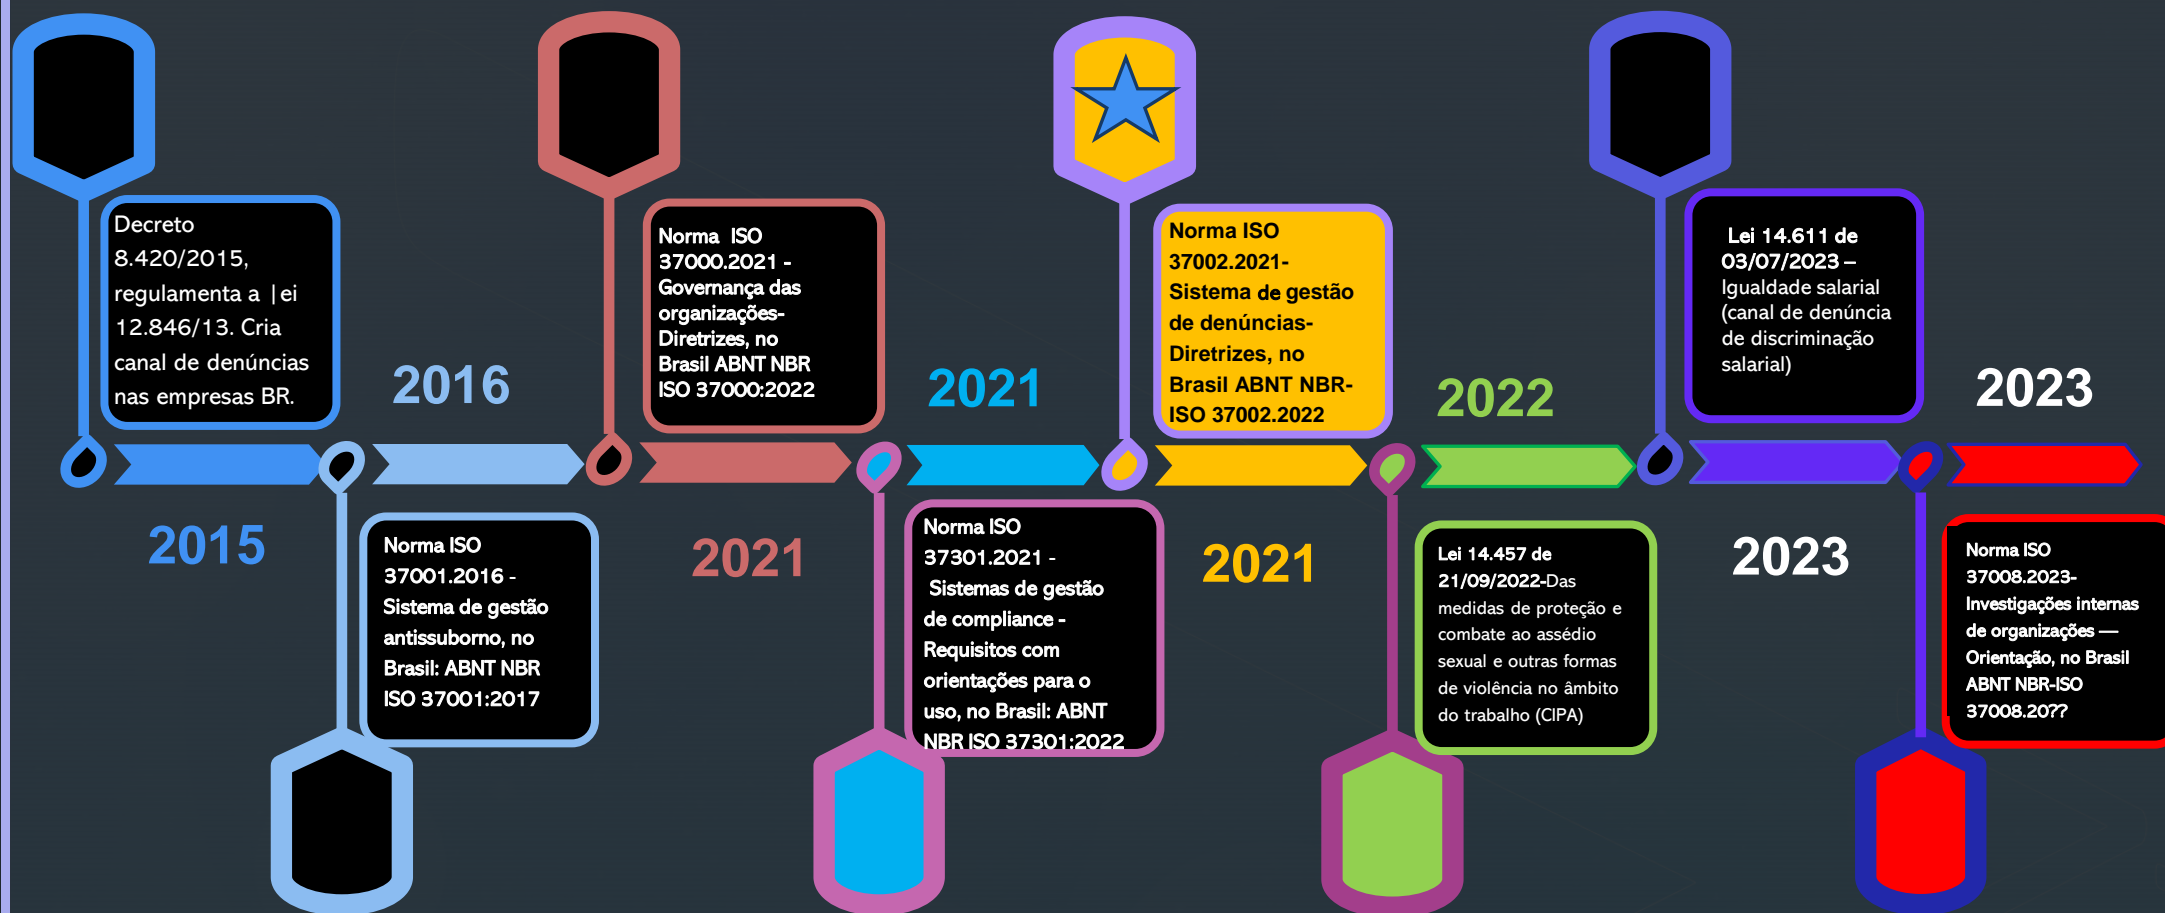 Decreto
8.420/2015,
regulamenta a |ei
12.846/13. Cria
canal de denúncias
nas empresas BR.
2015
2016
Norma ISO
37001.2016 -
Sistema de gestão
antissuborno, no
Brasil: ABNT NBR
ISO 37001:2017
Norma ISO
37000.2021 -
Governança das
organizações-
Diretrizes, no
Brasil ABNT NBR
ISO 37000:2022
2021
2021
Norma ISO
37301.2021 -
Sistemas de gestão
de compliance -
Requisitos com
orientações para o
uso, no Brasil: ABNT
NBR ISO 37301:2022
Norma ISO
37002.2021-
Sistema de gestão
de denúncias-
Diretrizes, no
Brasil ABNT NBR-
ISO 37002.2022
2021
2022
Lei 14.457 de
21/09/2022-Das
medidas de proteção e
combate ao assédio
sexual e outras formas
de violência no âmbito
do trabalho (CIPA)
Lei 14.611 de
03/07/2023 –
Igualdade salarial
(canal de denúncia
de discriminação
salarial)
2023
2023
Norma ISO
37008.2023-
Investigações internas
de organizações —
Orientação, no Brasil
ABNT NBR-ISO
37008.20??